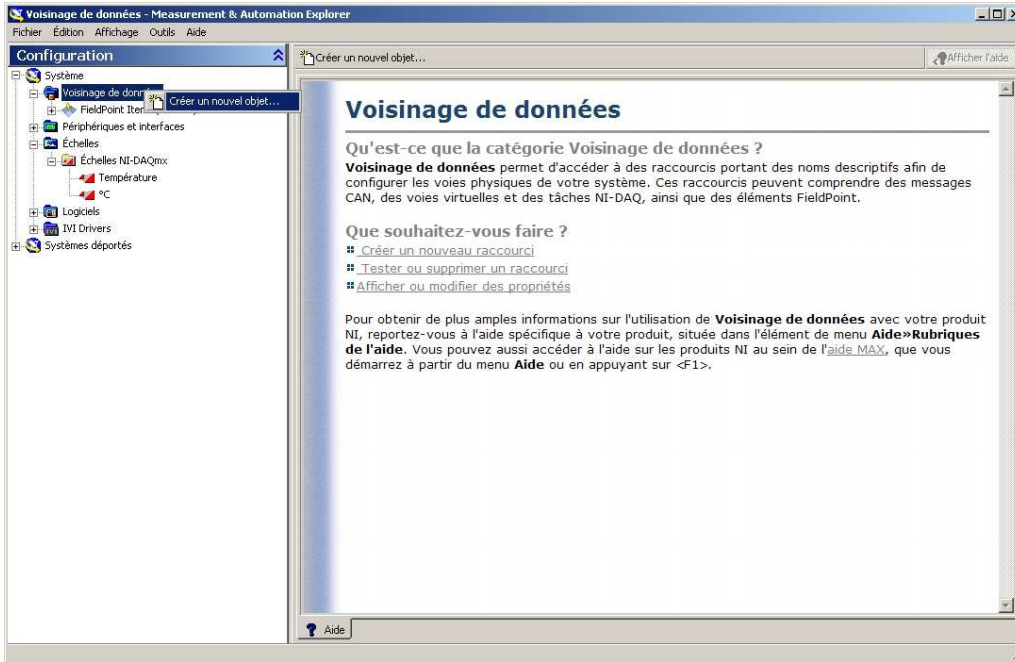 Voisinage de données - Measurement & Automation Explorer
Fichier Édition Affichage Outils Aide
Configuration
Créer un nouvel objet...
Afficher l'aide
Système
Voisinage de
Créer un nouvel objet...
FieldPoint
Périphériques et interfaces
Échelles
Échelles NI-DAQmx
Température
°C
Logiciels
IVI Drivers
Systèmes déportés
Voisinage de données
Qu'est-ce que la catégorie Voisinage de données ?
Voisinage de données permet d'accéder à des raccourcis portant des noms descriptifs afin de
configurer les voies physiques de votre système. Ces raccourcis peuvent comprendre des messages
CAN, des voies virtuelles et des tâches NI-DAQ, ainsi que des éléments FieldPoint.
Que souhaitez-vous faire ?
Créer un nouveau raccourci
Tester ou supprimer un raccourci
Afficher ou modifier des propriétés
Pour obtenir de plus amples informations sur l'utilisation de Voisinage de données avec votre produit
NI, reportez-vous à l'aide spécifique à votre produit, située dans l'élément de menu Aide»Rubriques
de l'aide. Vous pouvez aussi accéder à l'aide sur les produits NI au sein de l'aide MAX, que vous
démarrez à partir du menu Aide ou en appuyant sur <F1>.
Aide